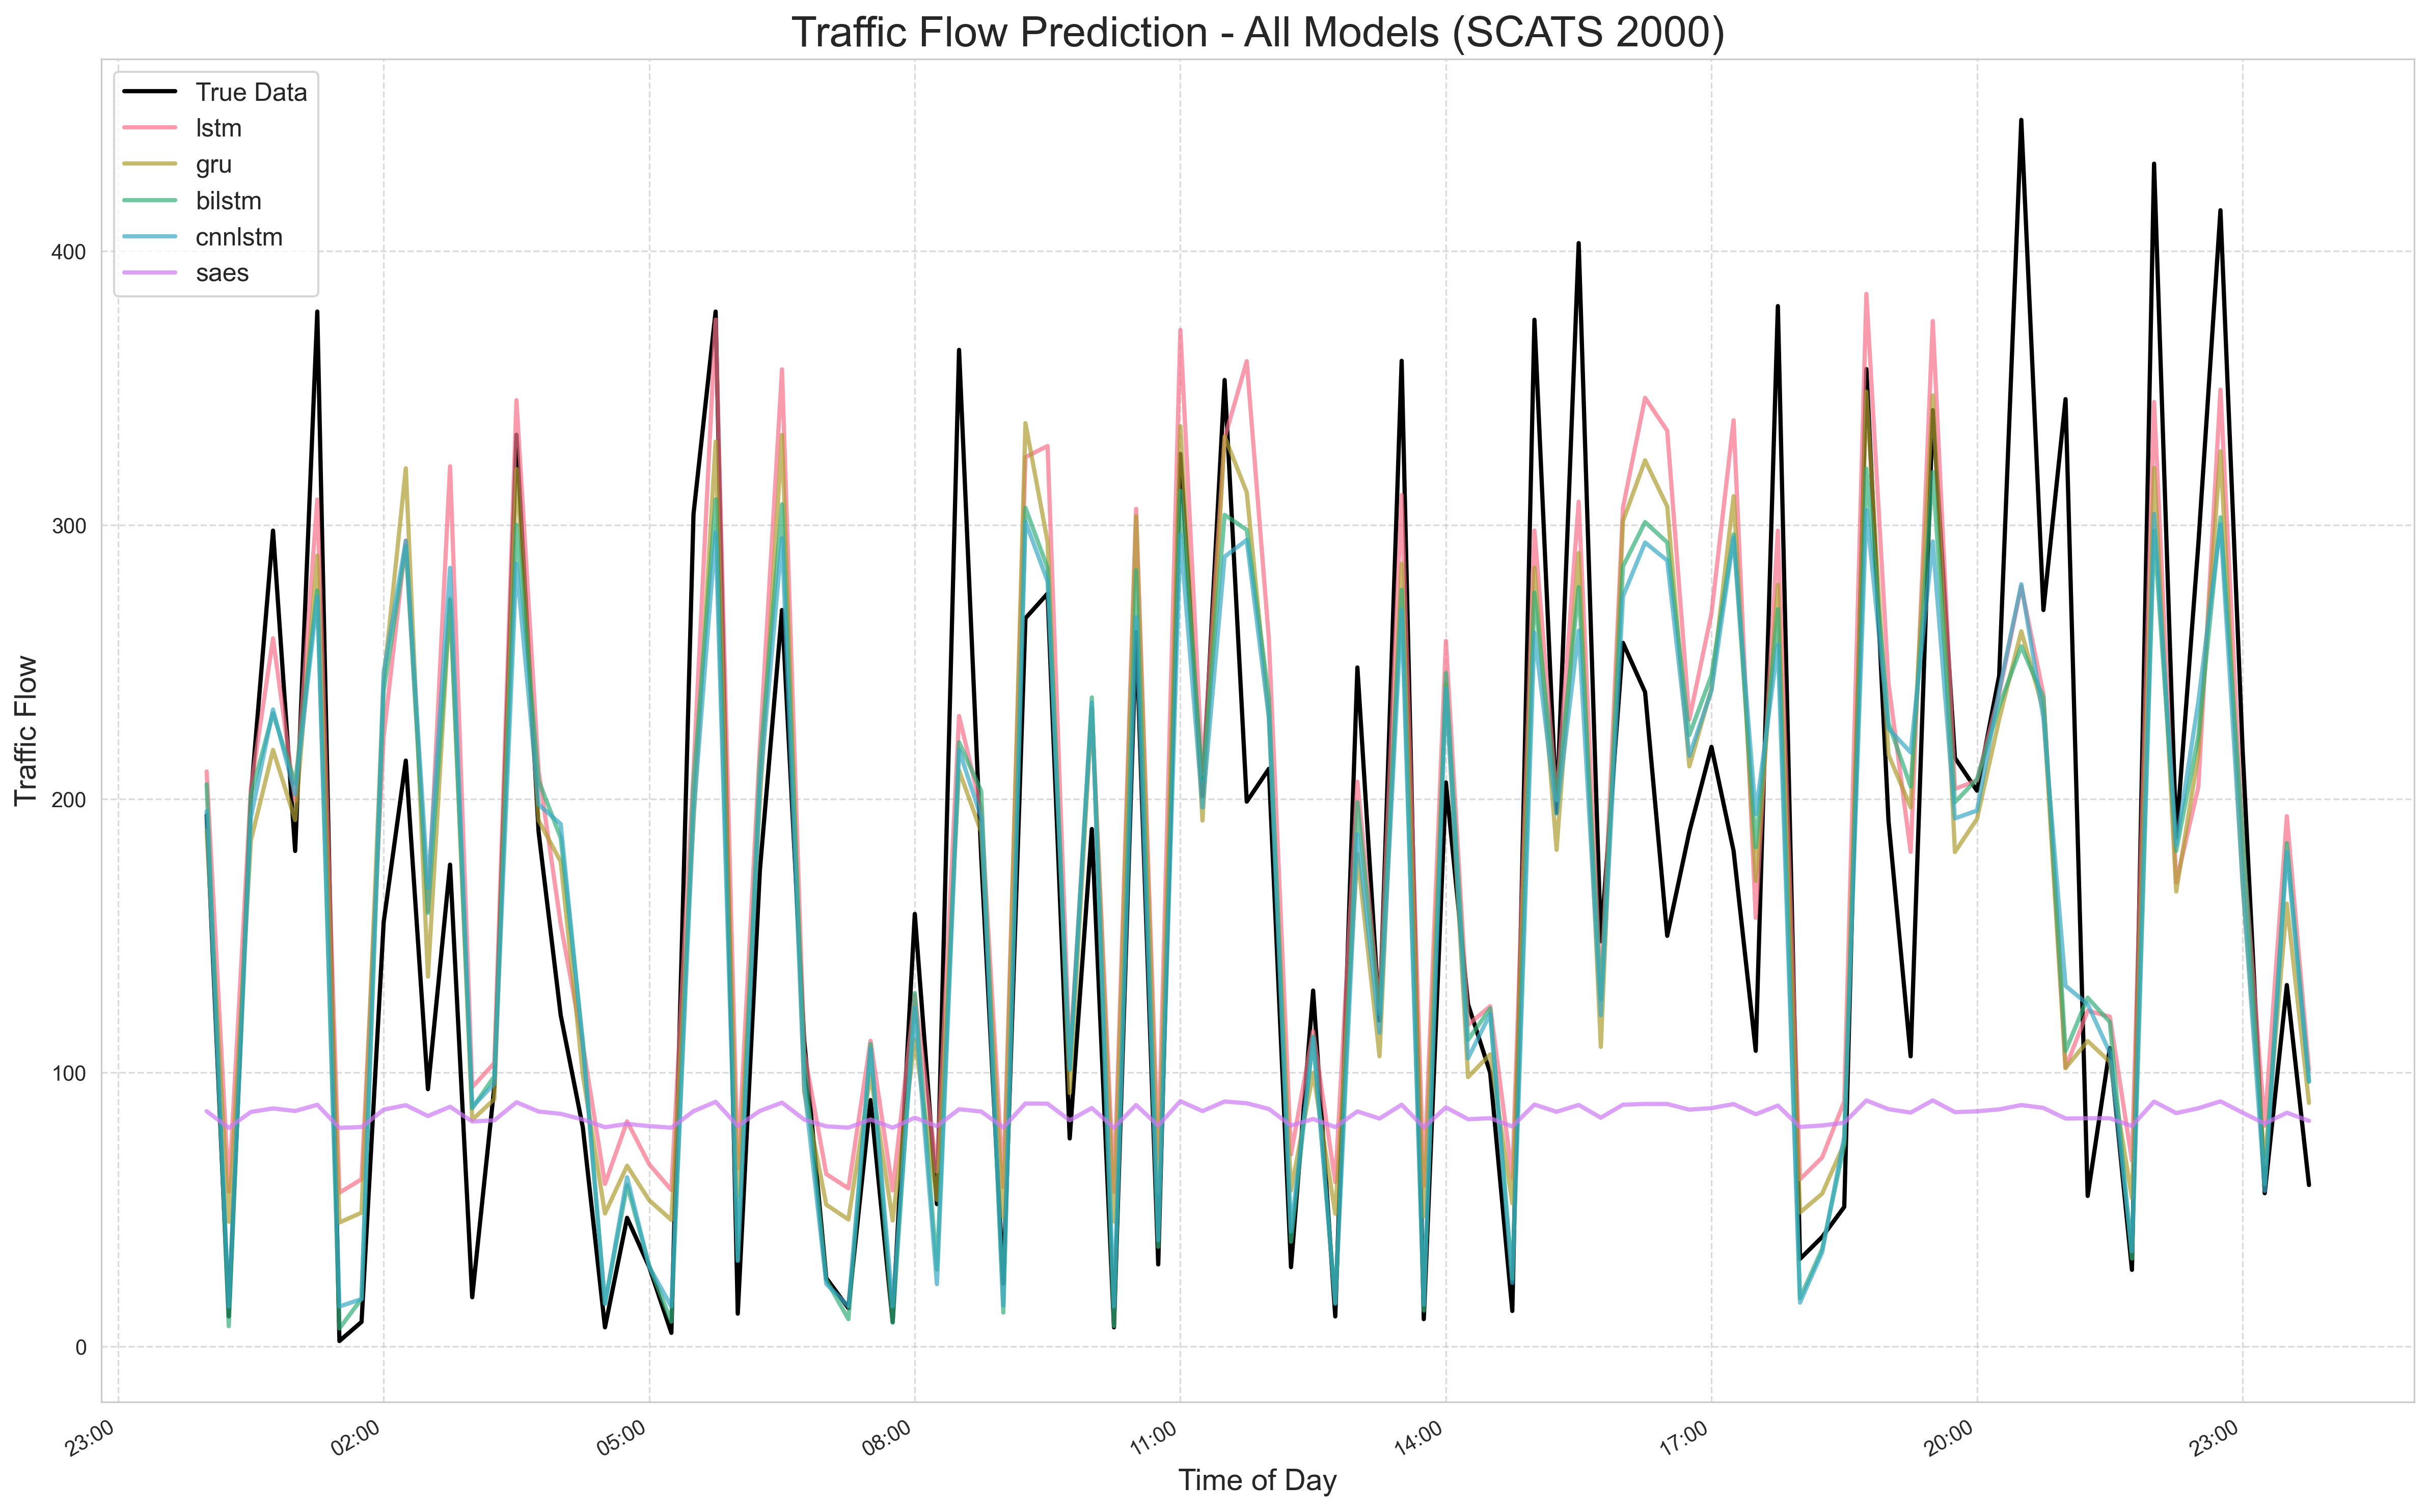 Traffic Flow Prediction - All Models (SCATS 2000)
True Data
lstm
gru
bilstm
cnnlstm
saes
Traffic Flow
400
300
200
100
0
23:00
02:00
05:00
08:00
11:00
14:00
17:00
20:00
23:00
Time of Day